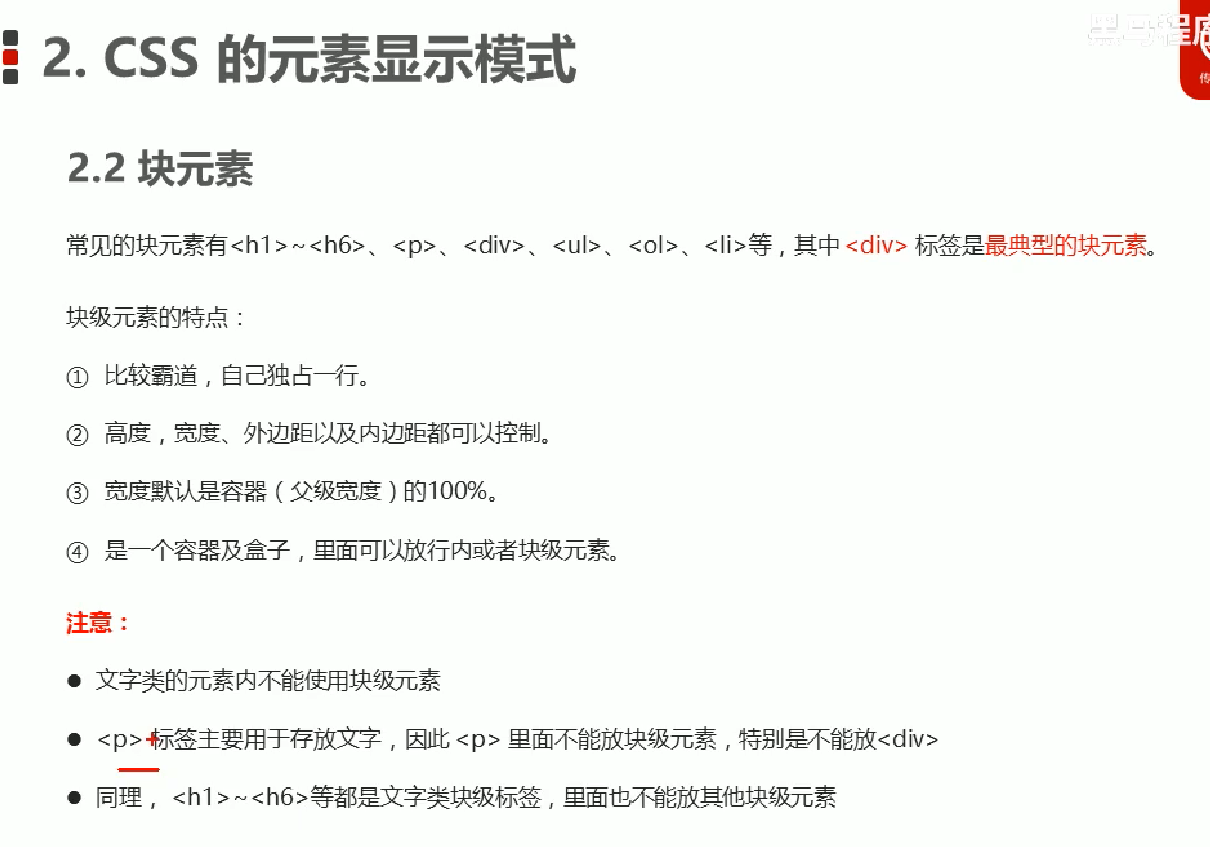 黑马程序
传
2. CSS 的元素显示模式
2.2 块元素
常见的块元素有<h1>~<h6>、<p>、<div>、<ul>、<ol>、<li>等，其中 <div> 标签是最典型的块元素。
块级元素的特点：
① 比较霸道，自己独占一行。
② 高度，宽度、外边距以及内边距都可以控制。
③ 宽度默认是容器（父级宽度）的100%。
④ 是一个容器及盒子，里面可以放行内或者块级元素。
注意：
● 文字类的元素内不能使用块级元素
● <p> 标签主要用于存放文字，因此 <p> 里面不能放块级元素，特别是不能放<div>
● 同理， <h1>~<h6>等都是文字类块级标签，里面也不能放其他块级元素